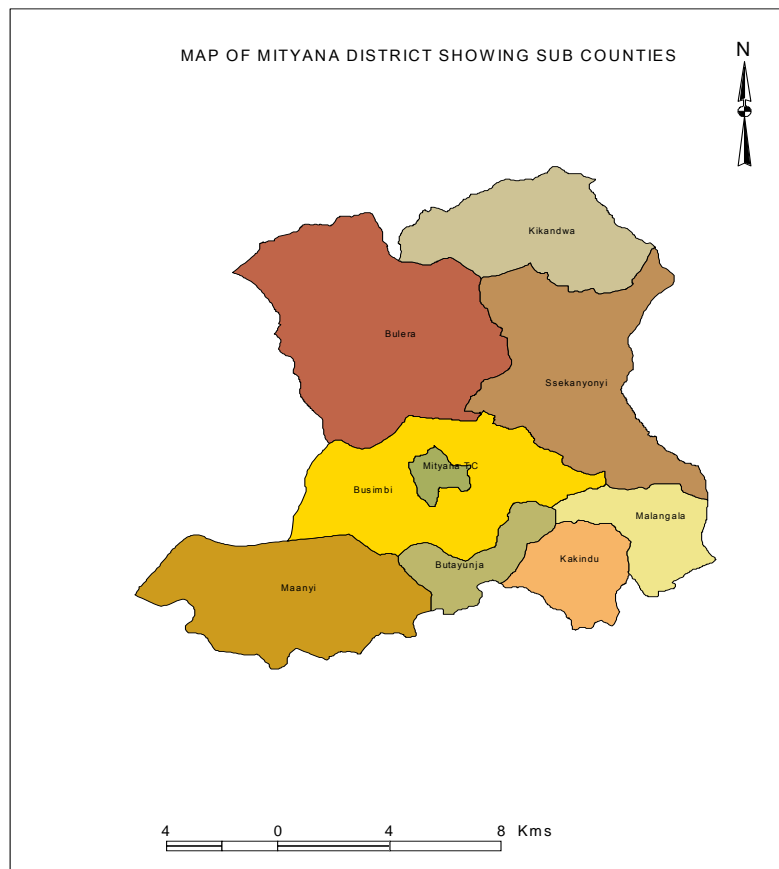 MAP OF MITYANA DISTRICT SHOWING SUB COUNTIES
N
Kikandwa
Bulera
Ssekanyonyi
Mityana TC
Busimbi
Malangala
Kakindu
Butayunja
Maanyi
4 0 4 8 Kms